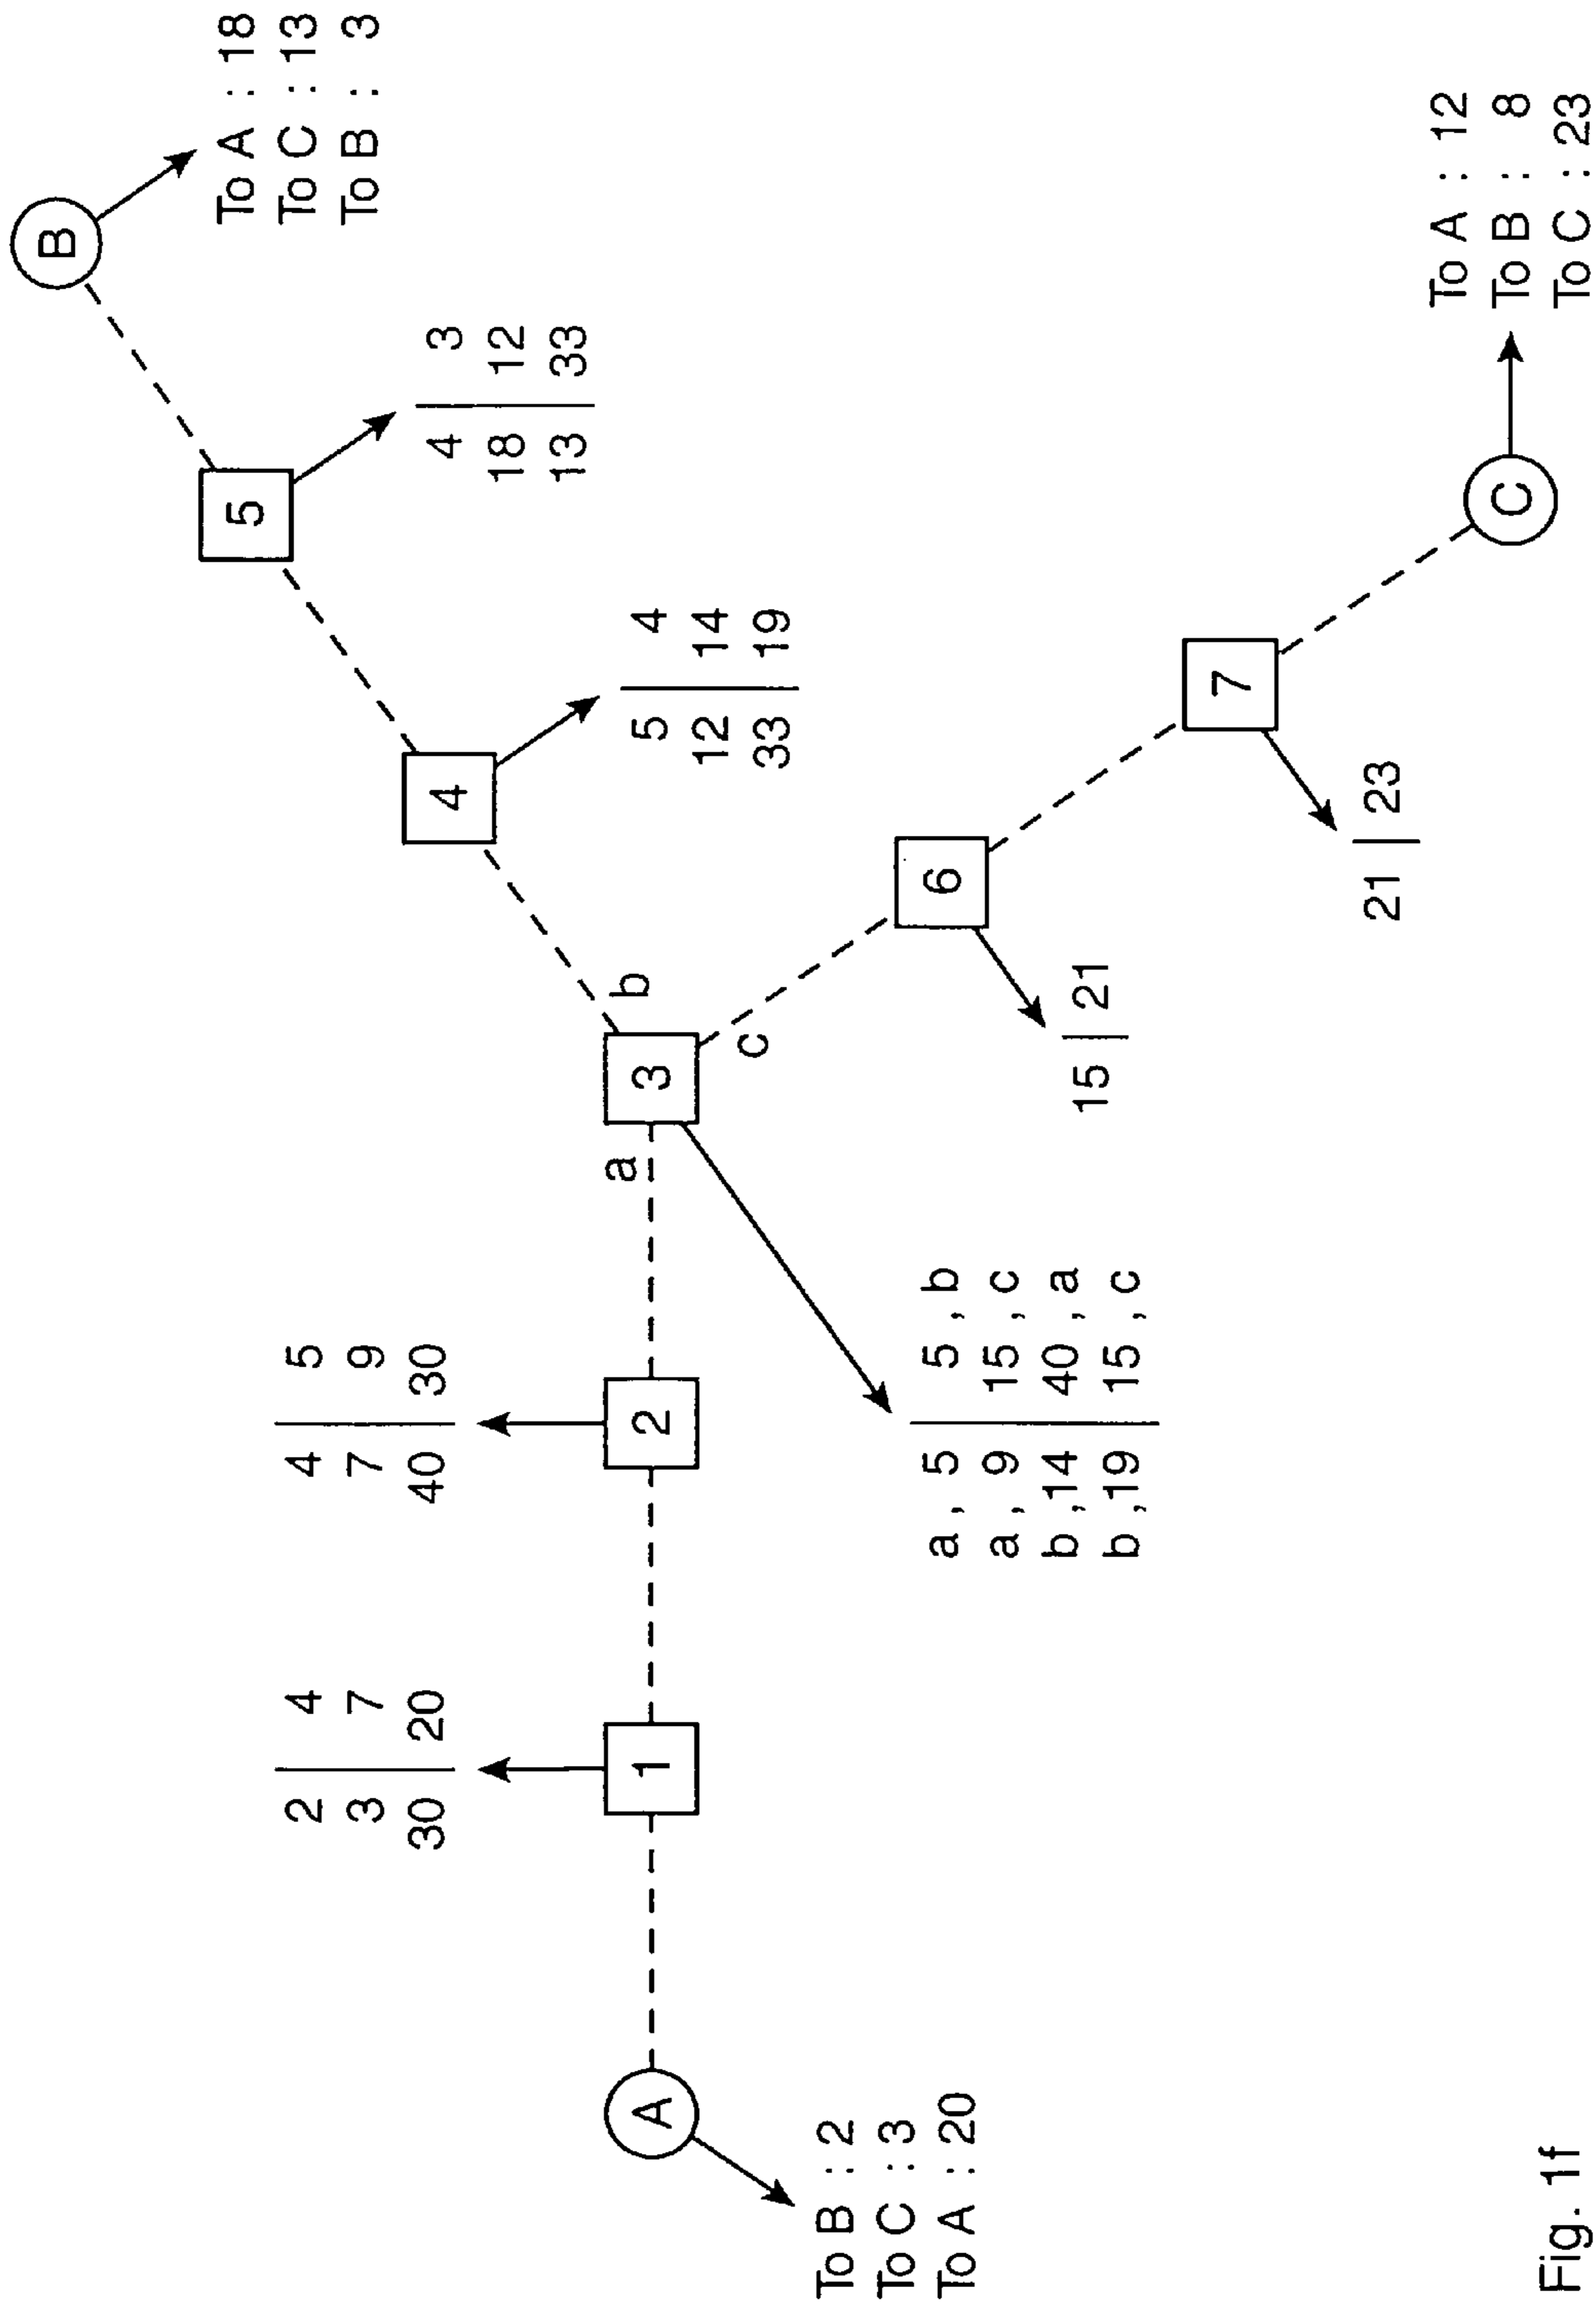 B
To A : 18
To C : 13
To B : 3
5
4 | 3
18 | 12
13 | 33
2 | 4
3 | 7
30 | 20
4 | 5
7 | 9
40 | 30
4
5 | 4
12 | 14
33 | 19
A
1
2
a
3
b
c
To B : 2
To C : 3
To A : 20
a , 5 | 5 , b
a , 9 | 15 , c
b ,14 | 40 , a
b ,19 | 15 , c
6
15 | 21
7
21 | 23
C
To A : 12
To B : 8
To C : 23
Fig. 1f